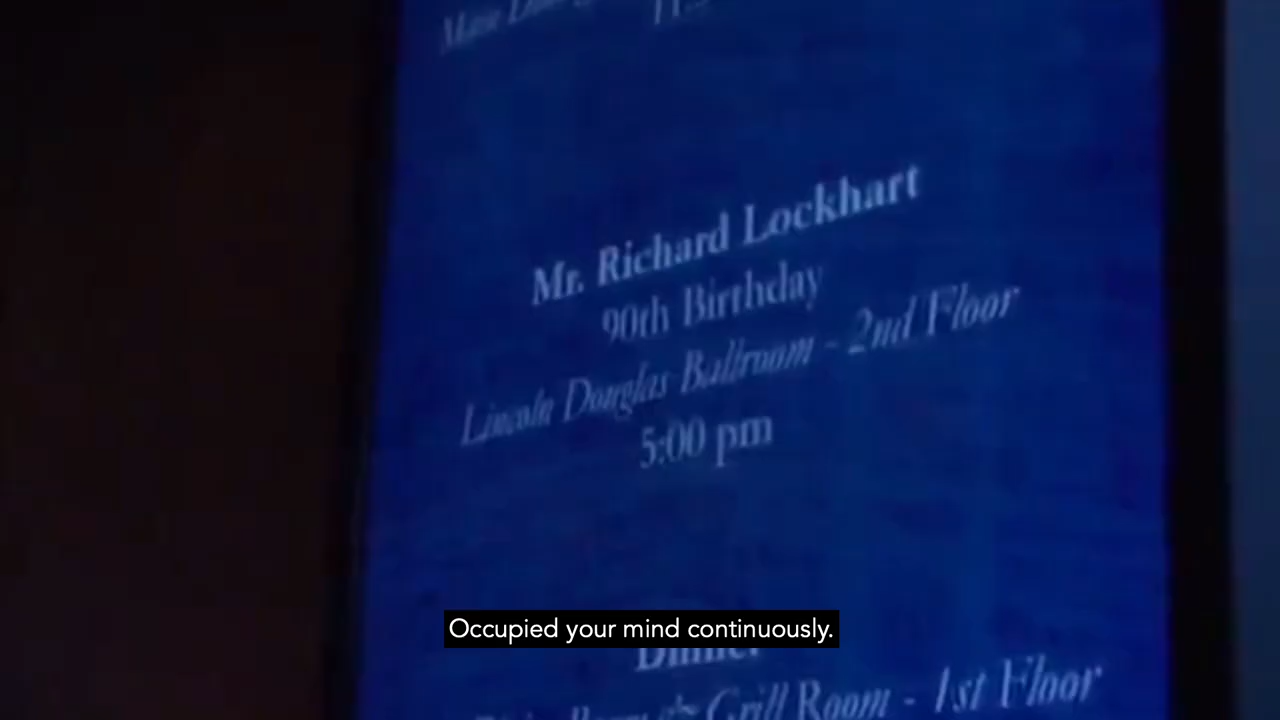 Mr. Richard Lockhart
90th Birthday
Lincoln Douglas Ballroom - 2nd Floor
5:00 pm
Occupied your mind continuously.
Dinner
Grill Room - 1st Floor